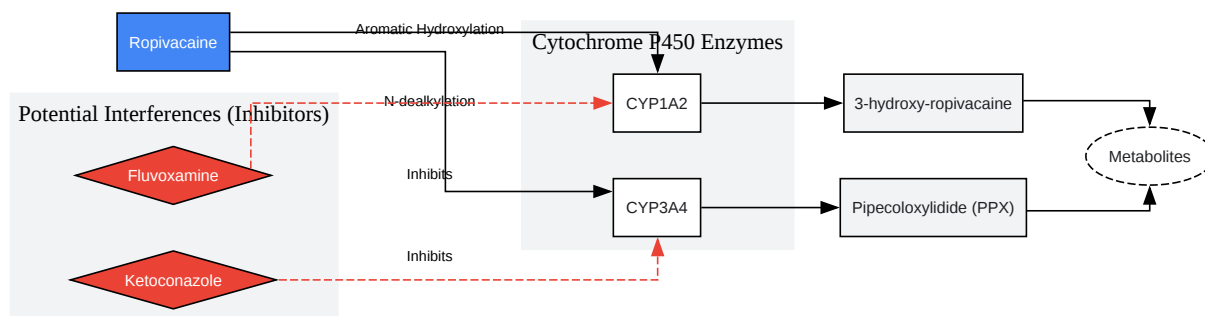 Ropivacaine
Aromatic Hydroxylation
Cytochrome P450 Enzymes
N-dealkylation
CYP1A2
3-hydroxy-ropivacaine
Potential Interferences (Inhibitors)
Metabolites
Fluvoxamine
Inhibits
CYP3A4
Pipecoloxylidide (PPX)
Inhibits
Ketoconazole